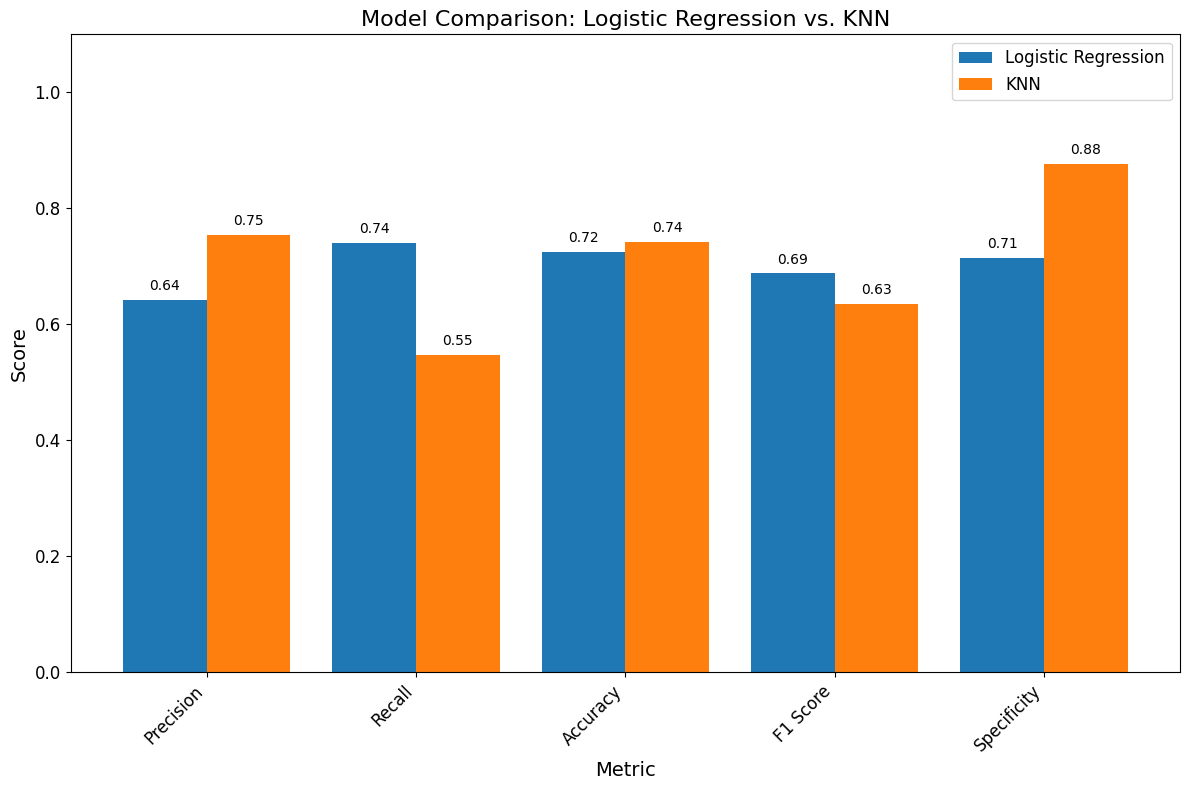 Model Comparison: Logistic Regression vs. KNN
Logistic Regression
KNN
1.0
0.8
0.6
0.4
0.2
0.0
Score
0.64
0.75
0.74
0.55
0.72
0.74
0.69
0.63
0.71
0.88
Precision
Recall
Accuracy
F1 Score
Specificity
Metric